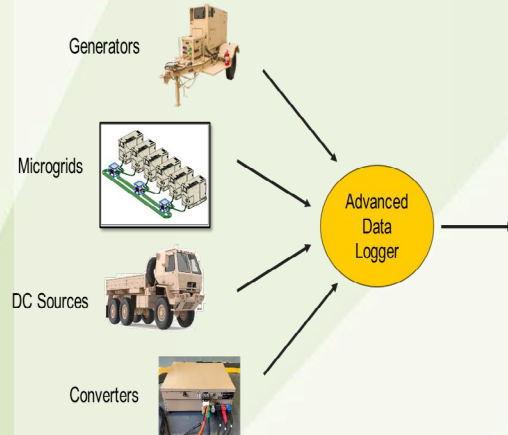 Generators
Microgrids
Advanced
Data
Logger
DC Sources
Converters